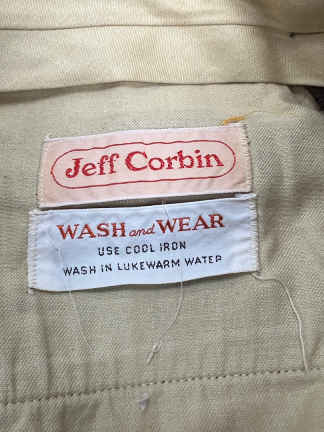 Jeff Corbin
WASH and WEAR
USE COOL IRON
WASH IN LUKEWARM WATER